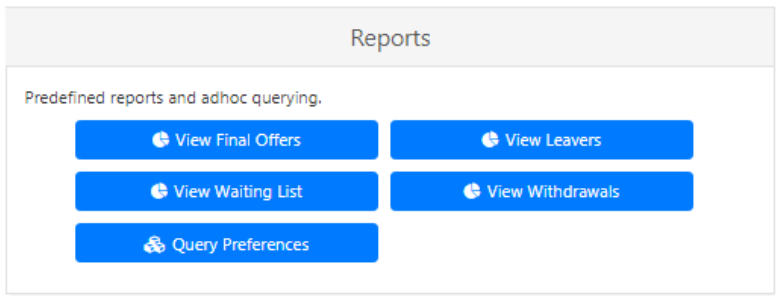 Reports
Predefined reports and adhoc querying.
View Final Offers
View Leavers
View Waiting List
View Withdrawals
Query Preferences